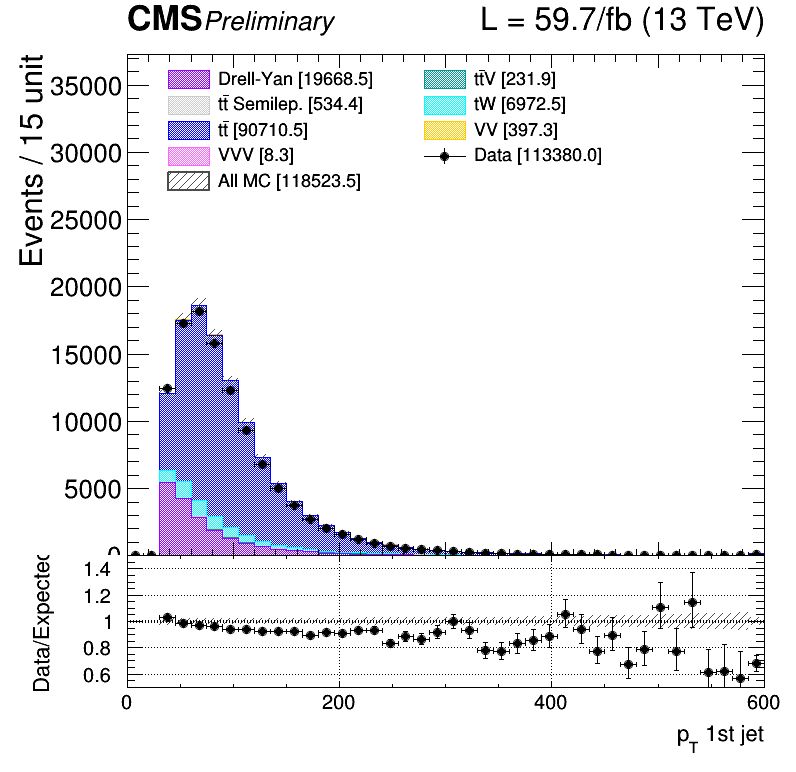 CMS Preliminary L = 59.7/fb (13 TeV)
Events / 15 unit
Drell-Yan [19668.5]
tt̄ Semilep. [534.4]
tt̄ [90710.5]
VVV [8.3]
All MC [118523.5]
tt̄V [231.9]
tW [6972.5]
VV [397.3]
Data [113380.0]
35000
30000
25000
20000
15000
10000
5000
0
Data/Expected
1.4
1.2
1
0.8
0.6
0 200 400 600
p_T 1st jet